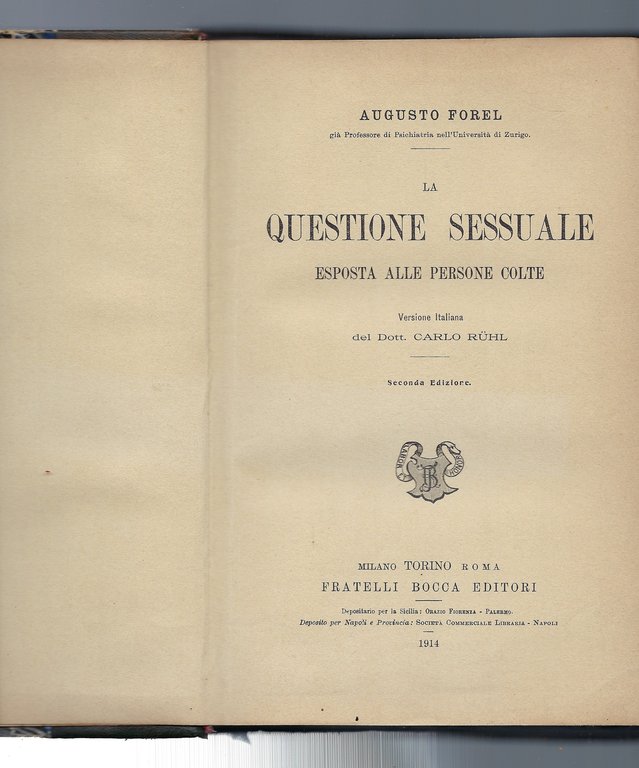 AUGUSTO FOREL
già Professore di Psichiatria nell'Università di Zurigo.
LA
QUESTIONE SESSUALE
ESPOSTA ALLE PERSONE COLTE
Versione Italiana
del Dott. CARLO RÜHL
Seconda Edizione.
MILANO TORINO ROMA
FRATELLI BOCCA EDITORI
Depositario per la Sicilia: ORAZIO FIORENZA - PALERMO.
Deposito per Napoli e Provincia: SOCIETÀ COMMERCIALE LIBRARIA - NAPOLI
1914